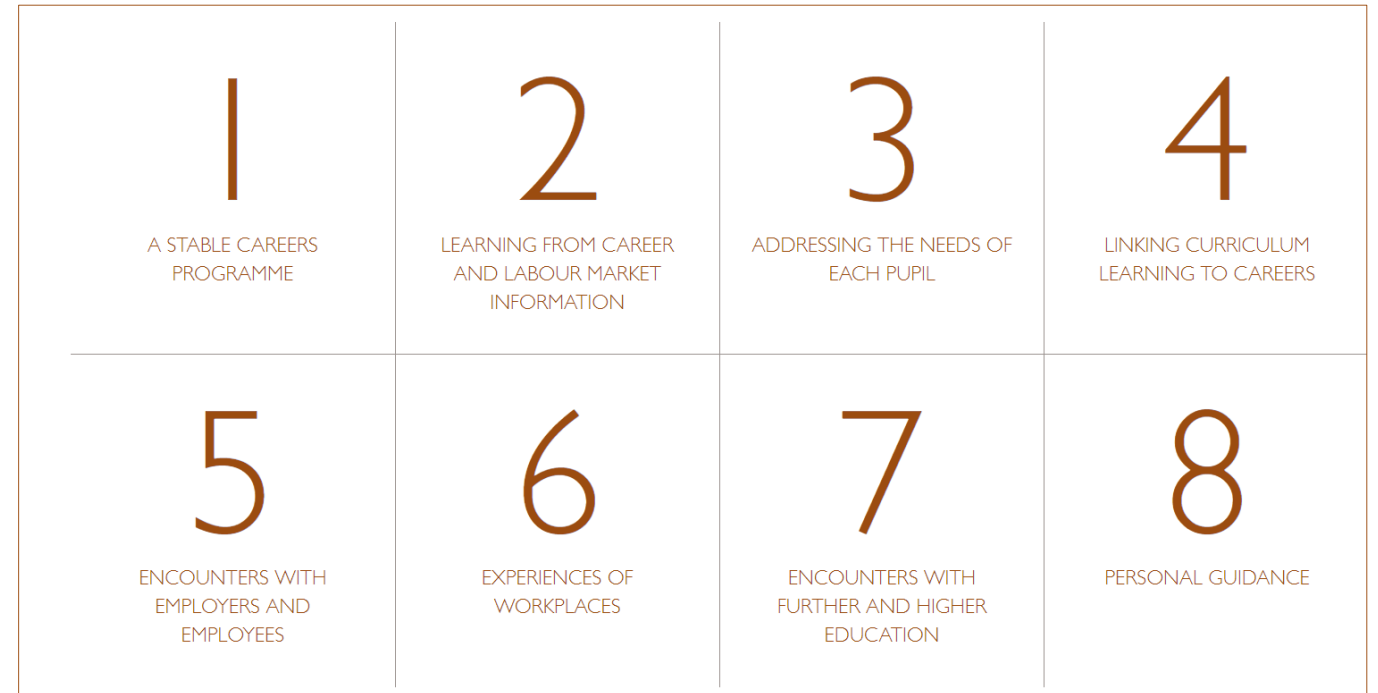 1
A STABLE CAREERS
PROGRAMME
2
LEARNING FROM CAREER
AND LABOUR MARKET
INFORMATION
3
ADDRESSING THE NEEDS OF
EACH PUPIL
4
LINKING CURRICULUM
LEARNING TO CAREERS
5
ENCOUNTERS WITH
EMPLOYERS AND
EMPLOYEES
6
EXPERIENCES OF
WORKPLACES
7
ENCOUNTERS WITH
FURTHER AND HIGHER
EDUCATION
8
PERSONAL GUIDANCE